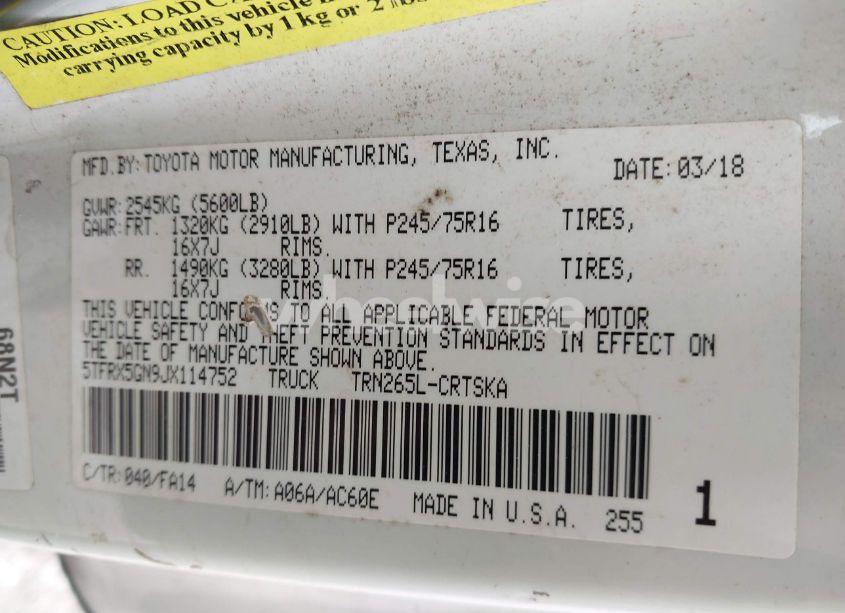 CAUTION: LOAD
Modifications to this vehicle
carrying capacity by 1 kg or 2
MFD.BY:TOYOTA MOTOR MANUFACTURING, TEXAS, INC. DATE:03/18
GVWR:2545KG (5600LB)
GAWR:FRT. 1320KG (2910LB) WITH P245/75R16 TIRES,
16X7J RIMS.
RR. 1490KG (3280LB) WITH P245/75R16 TIRES,
16X7J RIMS.
THIS VEHICLE CONFORMS TO ALL APPLICABLE FEDERAL MOTOR
VEHICLE SAFETY AND THEFT PREVENTION STANDARDS IN EFFECT ON
THE DATE OF MANUFACTURE SHOWN ABOVE.
5TFRX5GN9JX114752 TRUCK TRN265L-CRTSKA
C/TR:040/FA14 A/TM:A06A/AC60E MADE IN U.S.A. 255 1
68N2T
wheelwire